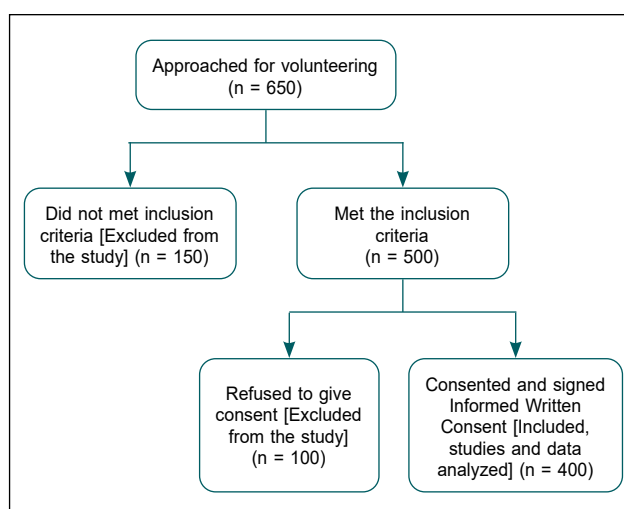 Approached for volunteering
(n = 650)
Did not met inclusion
criteria [Excluded from
the study] (n = 150)
Met the inclusion
criteria
(n = 500)
Refused to give
consent [Excluded
from the study]
(n = 100)
Consented and signed
Informed Written
Consent [Included,
studies and data
analyzed] (n = 400)